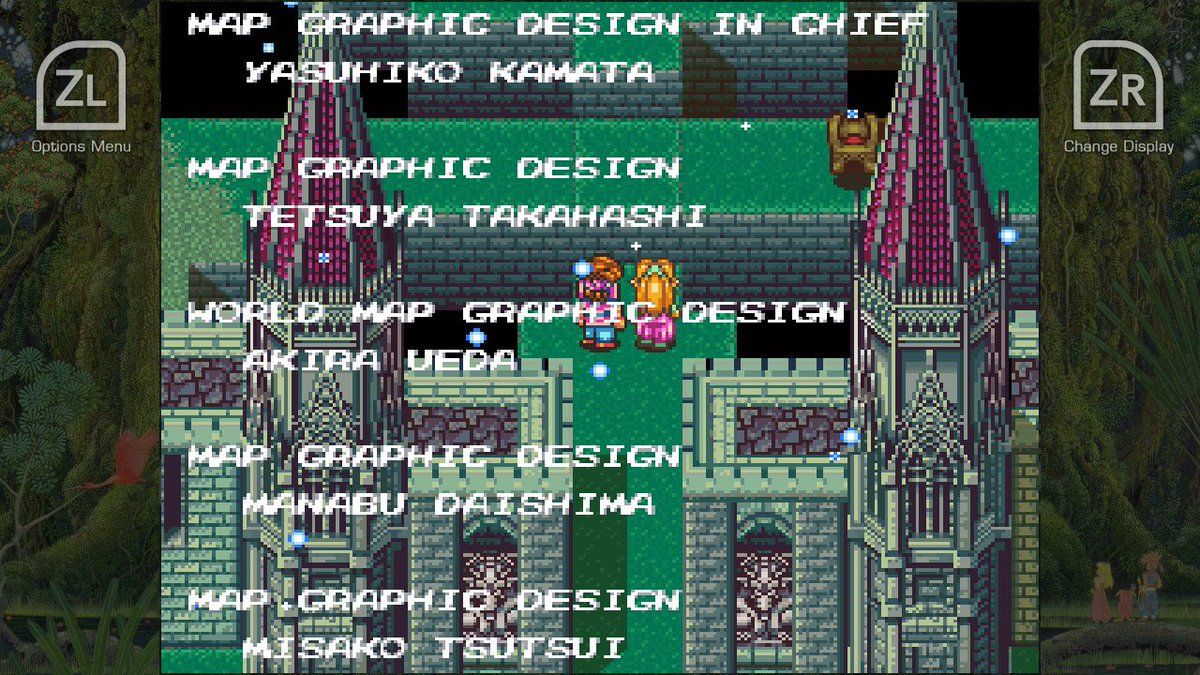 MAP GRAPHIC DESIGN IN CHIEF
YASUHIKO KAMATA
ZL
Options Menu
ZR
Change Display
MAP GRAPHIC DESIGN
TETSUYA TAKAHASHI
WORLD MAP GRAPHIC DESIGN
AKIRA UEDA
MAP GRAPHIC DESIGN
MANABU DAISHIMA
MAP GRAPHIC DESIGN
MISAKO TSUTSUI